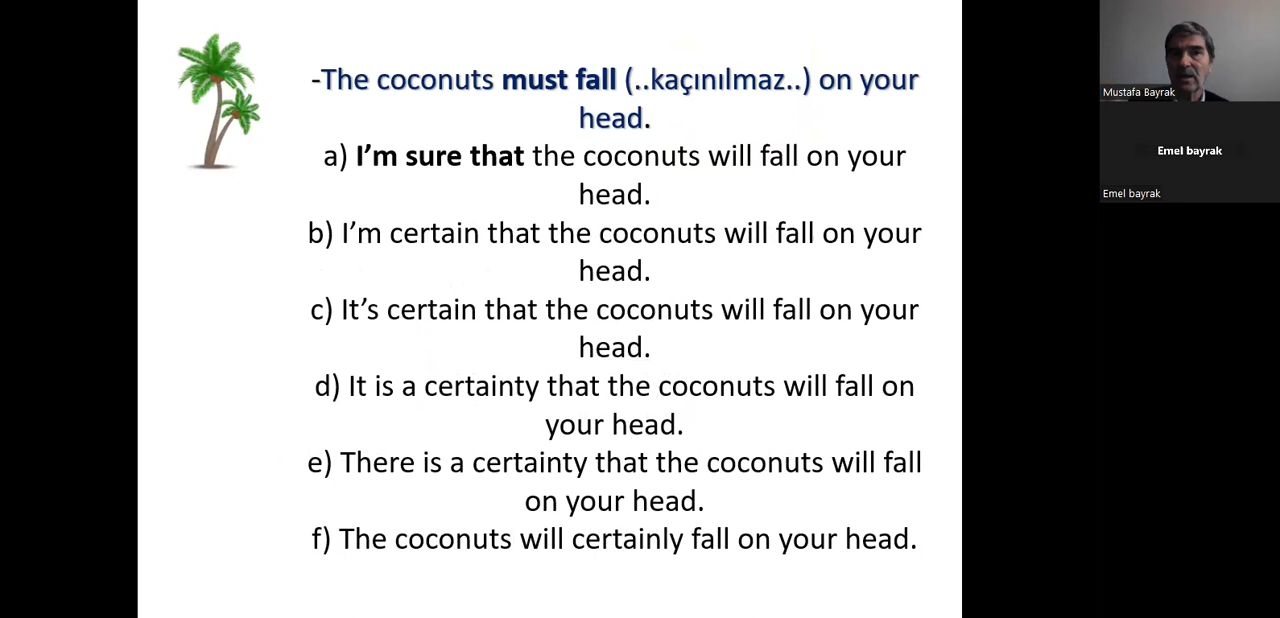 -The coconuts must fall (..kaçınılmaz..) on your
head.
a) I’m sure that the coconuts will fall on your
head.
b) I’m certain that the coconuts will fall on your
head.
c) It’s certain that the coconuts will fall on your
head.
d) It is a certainty that the coconuts will fall on
your head.
e) There is a certainty that the coconuts will fall
on your head.
f) The coconuts will certainly fall on your head.
Mustafa Bayrak
Emel bayrak
Emel bayrak